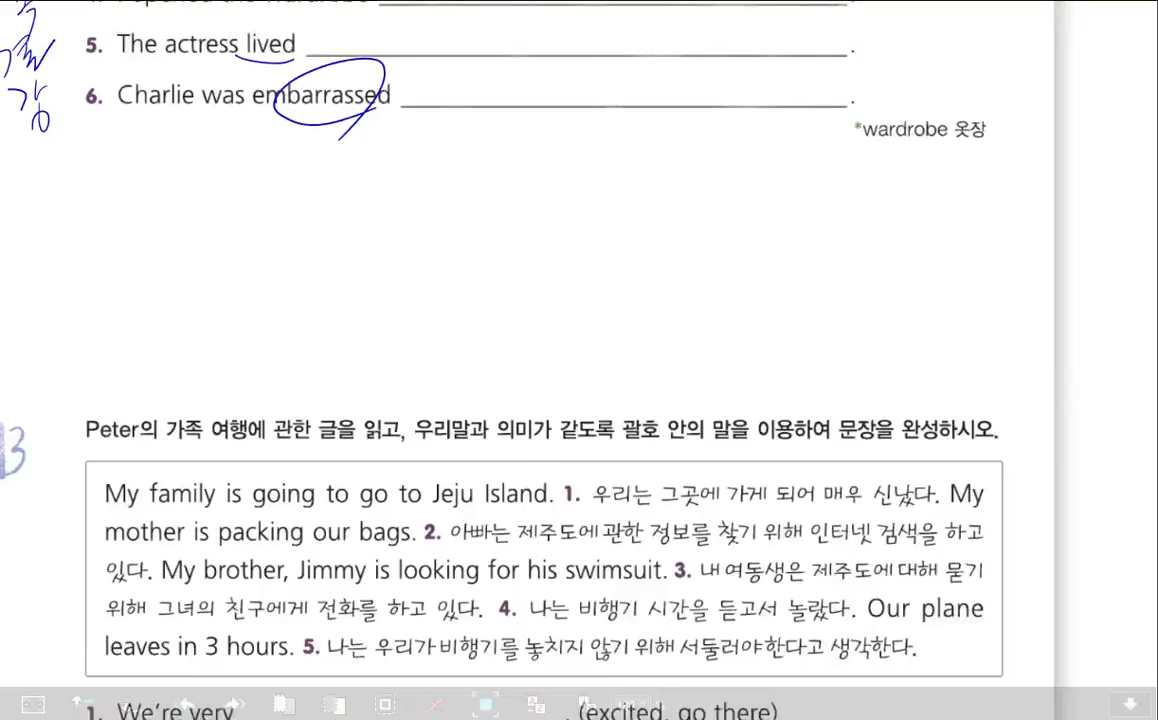 5. The actress lived ____________.
6. Charlie was embarrassed ____________.
*wardrobe 옷장
3
Peter의 가족 여행에 관한 글을 읽고, 우리말과 의미가 같도록 괄호 안의 말을 이용하여 문장을 완성하시오.
My family is going to go to Jeju Island. 1. 우리는 그곳에 가게 되어 매우 신났다. My
mother is packing our bags. 2. 아빠는 제주도에 관한 정보를 찾기 위해 인터넷 검색을 하고
있다. My brother, Jimmy is looking for his swimsuit. 3. 내 여동생은 제주도에 대해 묻기
위해 그녀의 친구에게 전화를 하고 있다. 4. 나는 비행기 시간을 듣고서 놀랐다. Our plane
leaves in 3 hours. 5. 나는 우리가 비행기를 놓치지 않기 위해 서둘러야한다고 생각한다.
1. We're very ____________. (excited, go there)